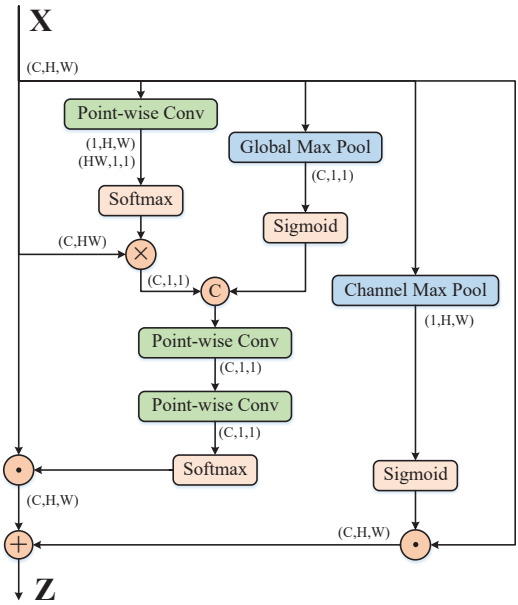 X
(C,H,W)
Point-wise Conv
(1,H,W)
(HW,1,1)
Global Max Pool
(C,1,1)
Softmax
Sigmoid
(C,HW)
×
(C,1,1)
C
Channel Max Pool
(1,H,W)
Point-wise Conv
(C,1,1)
Point-wise Conv
(C,1,1)
Softmax
Sigmoid
·
(C,H,W)
(C,H,W)
+
·
Z